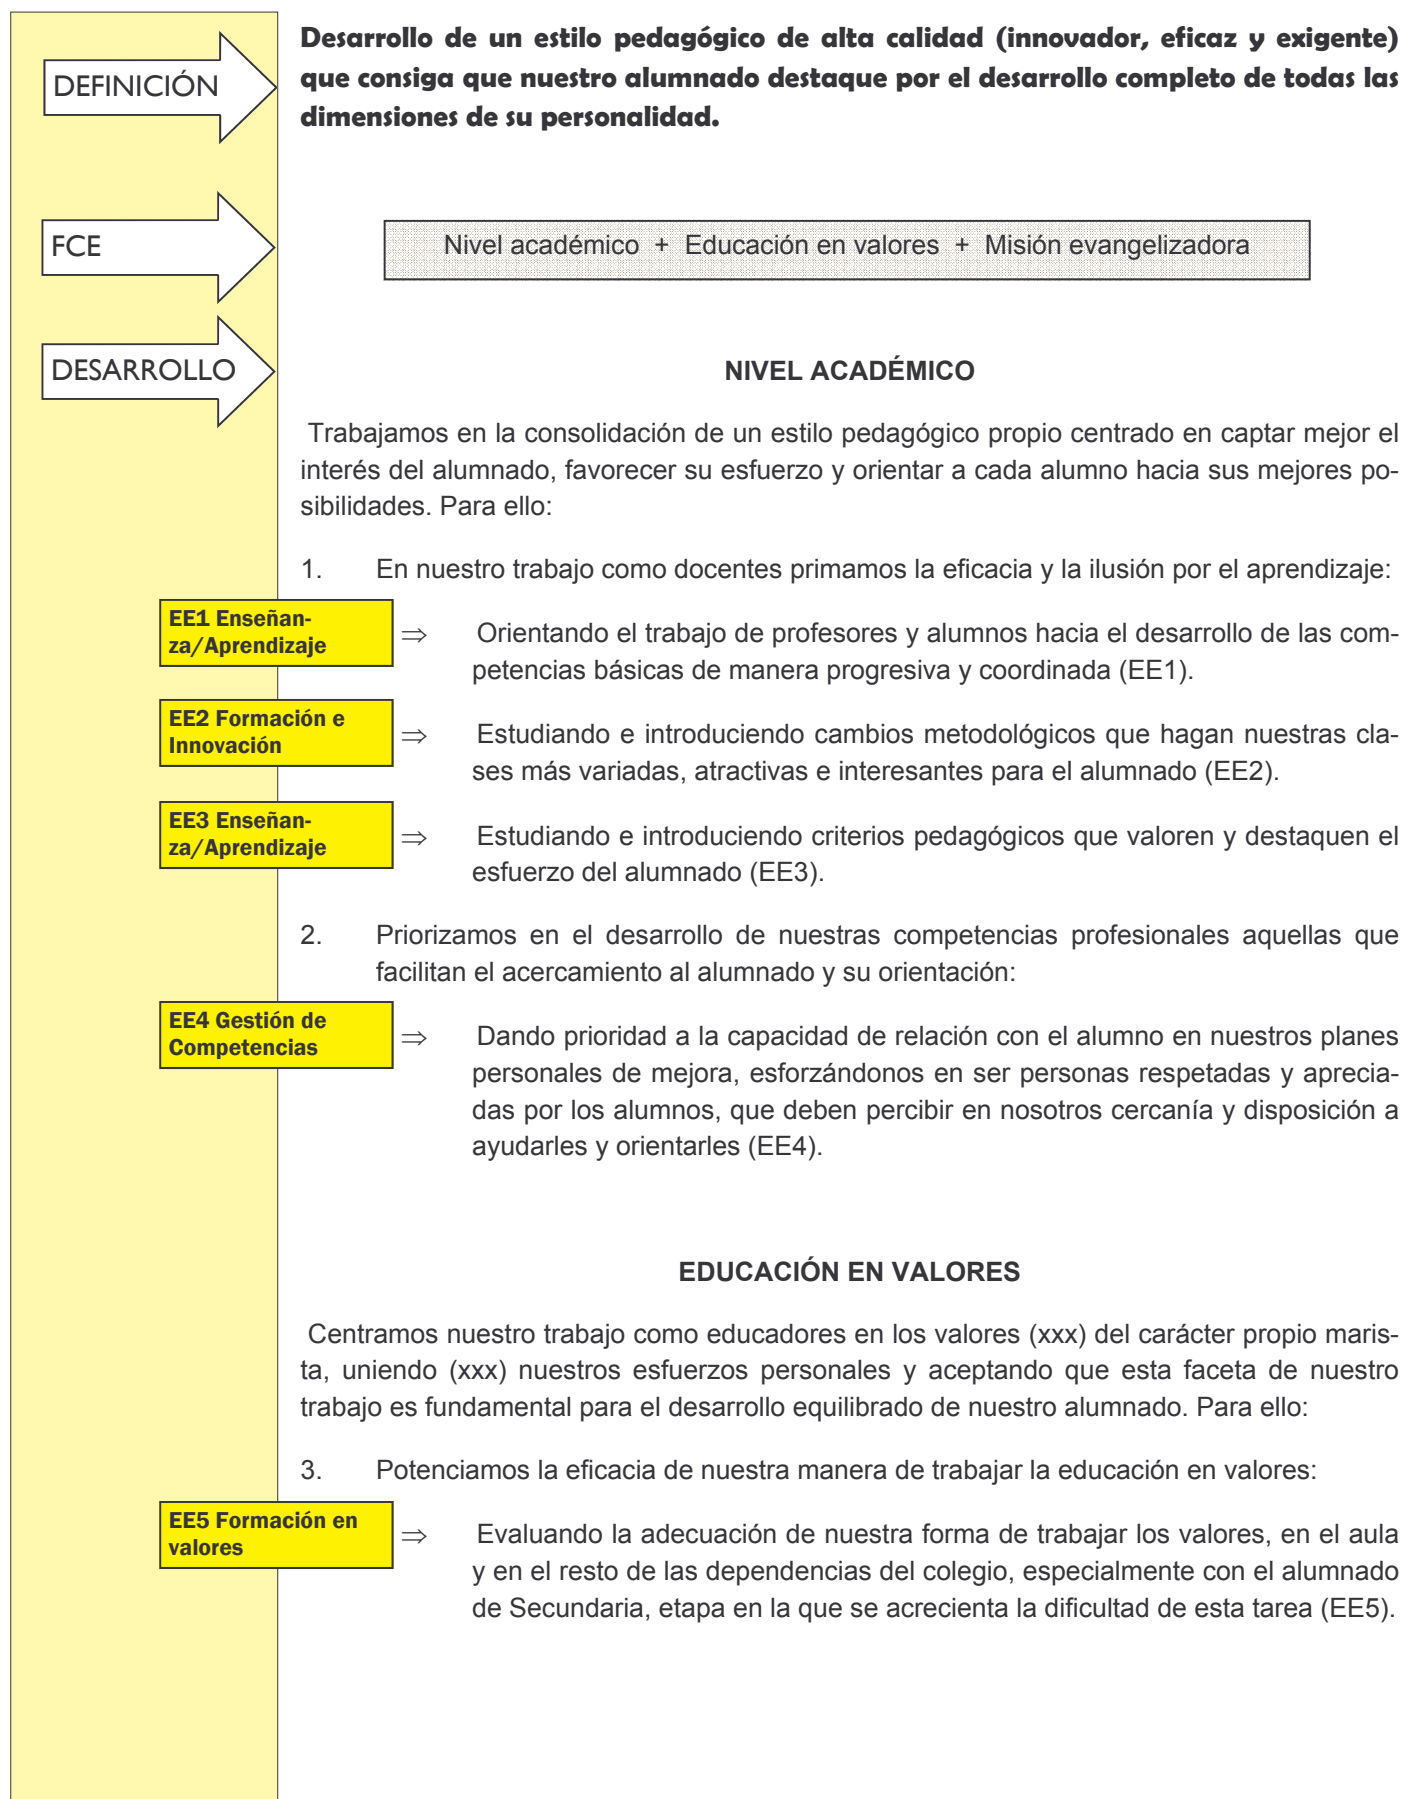 DEFINICIÓN
Desarrollo de un estilo pedagógico de alta calidad (innovador, eficaz y exigente)
que consiga que nuestro alumnado destaque por el desarrollo completo de todas las
dimensiones de su personalidad.
FCE
Nivel académico + Educación en valores + Misión evangelizadora
DESARROLLO
NIVEL ACADÉMICO
Trabajamos en la consolidación de un estilo pedagógico propio centrado en captar mejor el
interés del alumnado, favorecer su esfuerzo y orientar a cada alumno hacia sus mejores po-
sibilidades. Para ello:
1. En nuestro trabajo como docentes primamos la eficacia y la ilusión por el aprendizaje:
EE1 Enseñan-
za/Aprendizaje
⇒ Orientando el trabajo de profesores y alumnos hacia el desarrollo de las com-
petencias básicas de manera progresiva y coordinada (EE1).
EE2 Formación e
Innovación
⇒ Estudiando e introduciendo cambios metodológicos que hagan nuestras cla-
ses más variadas, atractivas e interesantes para el alumnado (EE2).
EE3 Enseñan-
za/Aprendizaje
⇒ Estudiando e introduciendo criterios pedagógicos que valoren y destaquen el
esfuerzo del alumnado (EE3).
2. Priorizamos en el desarrollo de nuestras competencias profesionales aquellas que
facilitan el acercamiento al alumnado y su orientación:
EE4 Gestión de
Competencias
⇒ Dando prioridad a la capacidad de relación con el alumno en nuestros planes
personales de mejora, esforzándonos en ser personas respetadas y aprecia-
das por los alumnos, que deben percibir en nosotros cercanía y disposición a
ayudarles y orientarles (EE4).
EDUCACIÓN EN VALORES
Centramos nuestro trabajo como educadores en los valores (xxx) del carácter propio maris-
ta, uniendo (xxx) nuestros esfuerzos personales y aceptando que esta faceta de nuestro
trabajo es fundamental para el desarrollo equilibrado de nuestro alumnado. Para ello:
3. Potenciamos la eficacia de nuestra manera de trabajar la educación en valores:
EE5 Formación en
valores
⇒ Evaluando la adecuación de nuestra forma de trabajar los valores, en el aula
y en el resto de las dependencias del colegio, especialmente con el alumnado
de Secundaria, etapa en la que se acrecienta la dificultad de esta tarea (EE5).